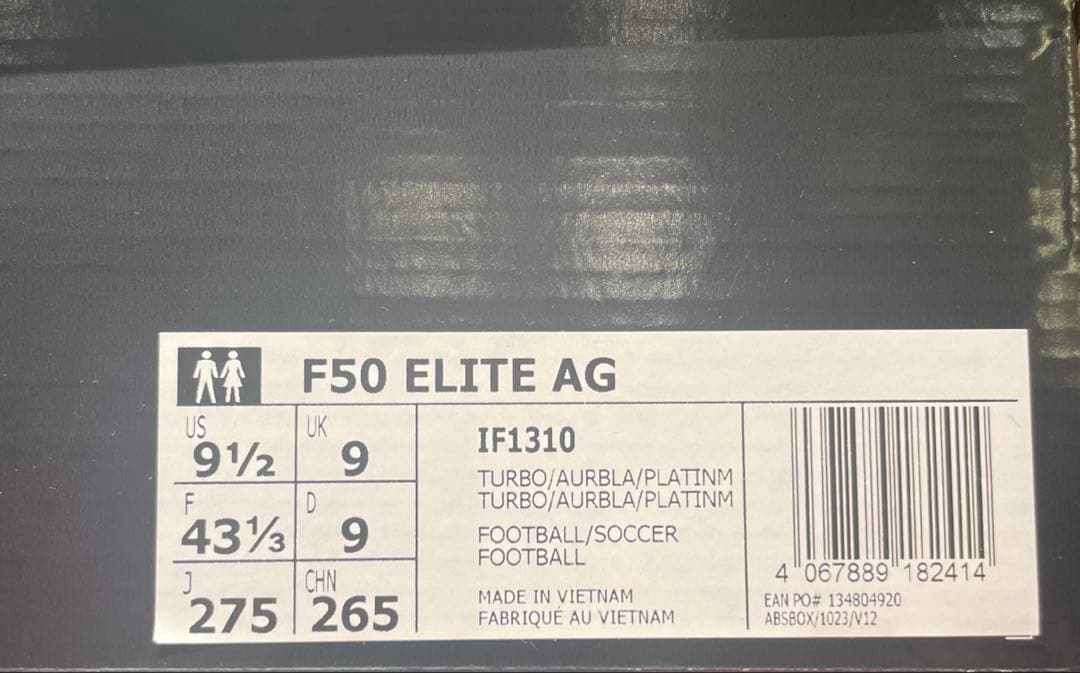 F50 ELITE AG
US 9½ UK 9
F 43⅓ D 9
J 275 CHN 265
IF1310
TURBO/AURBLA/PLATINM
TURBO/AURBLA/PLATINM
FOOTBALL/SOCCER
FOOTBALL
MADE IN VIETNAM
FABRIQUÉ AU VIETNAM
4 067889 182414
EAN PO# 134804920
ABSBOX/1023/V12